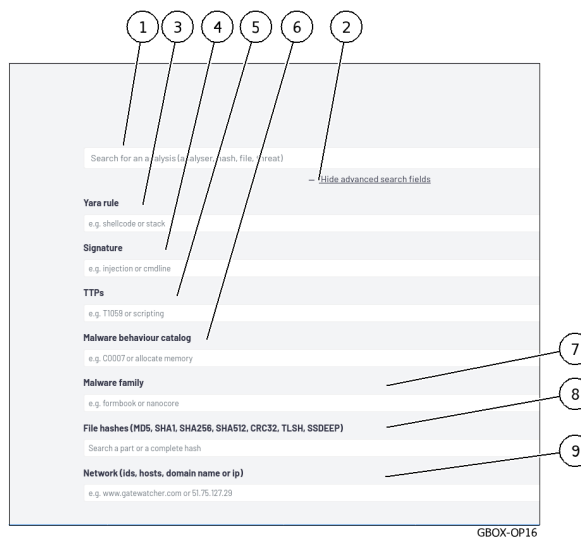 1 3 4 5 6 2
Search for an analysis (analyser, hash, file, threat)
— Hide advanced search fields
Yara rule
e.g. shellcode or stack
Signature
e.g. injection or cmdline
TTPs
e.g. T1059 or scripting
Malware behaviour catalog
e.g. C0007 or allocate memory
7
Malware family
8
e.g. formbook or nanocore
File hashes (MD5, SHA1, SHA256, SHA512, CRC32, TLSH, SSDEEP)
Search a part or a complete hash
9
Network (ids, hosts, domain name or ip)
e.g. www.gatewatcher.com or 51.75.127.29
GBOX-OP16